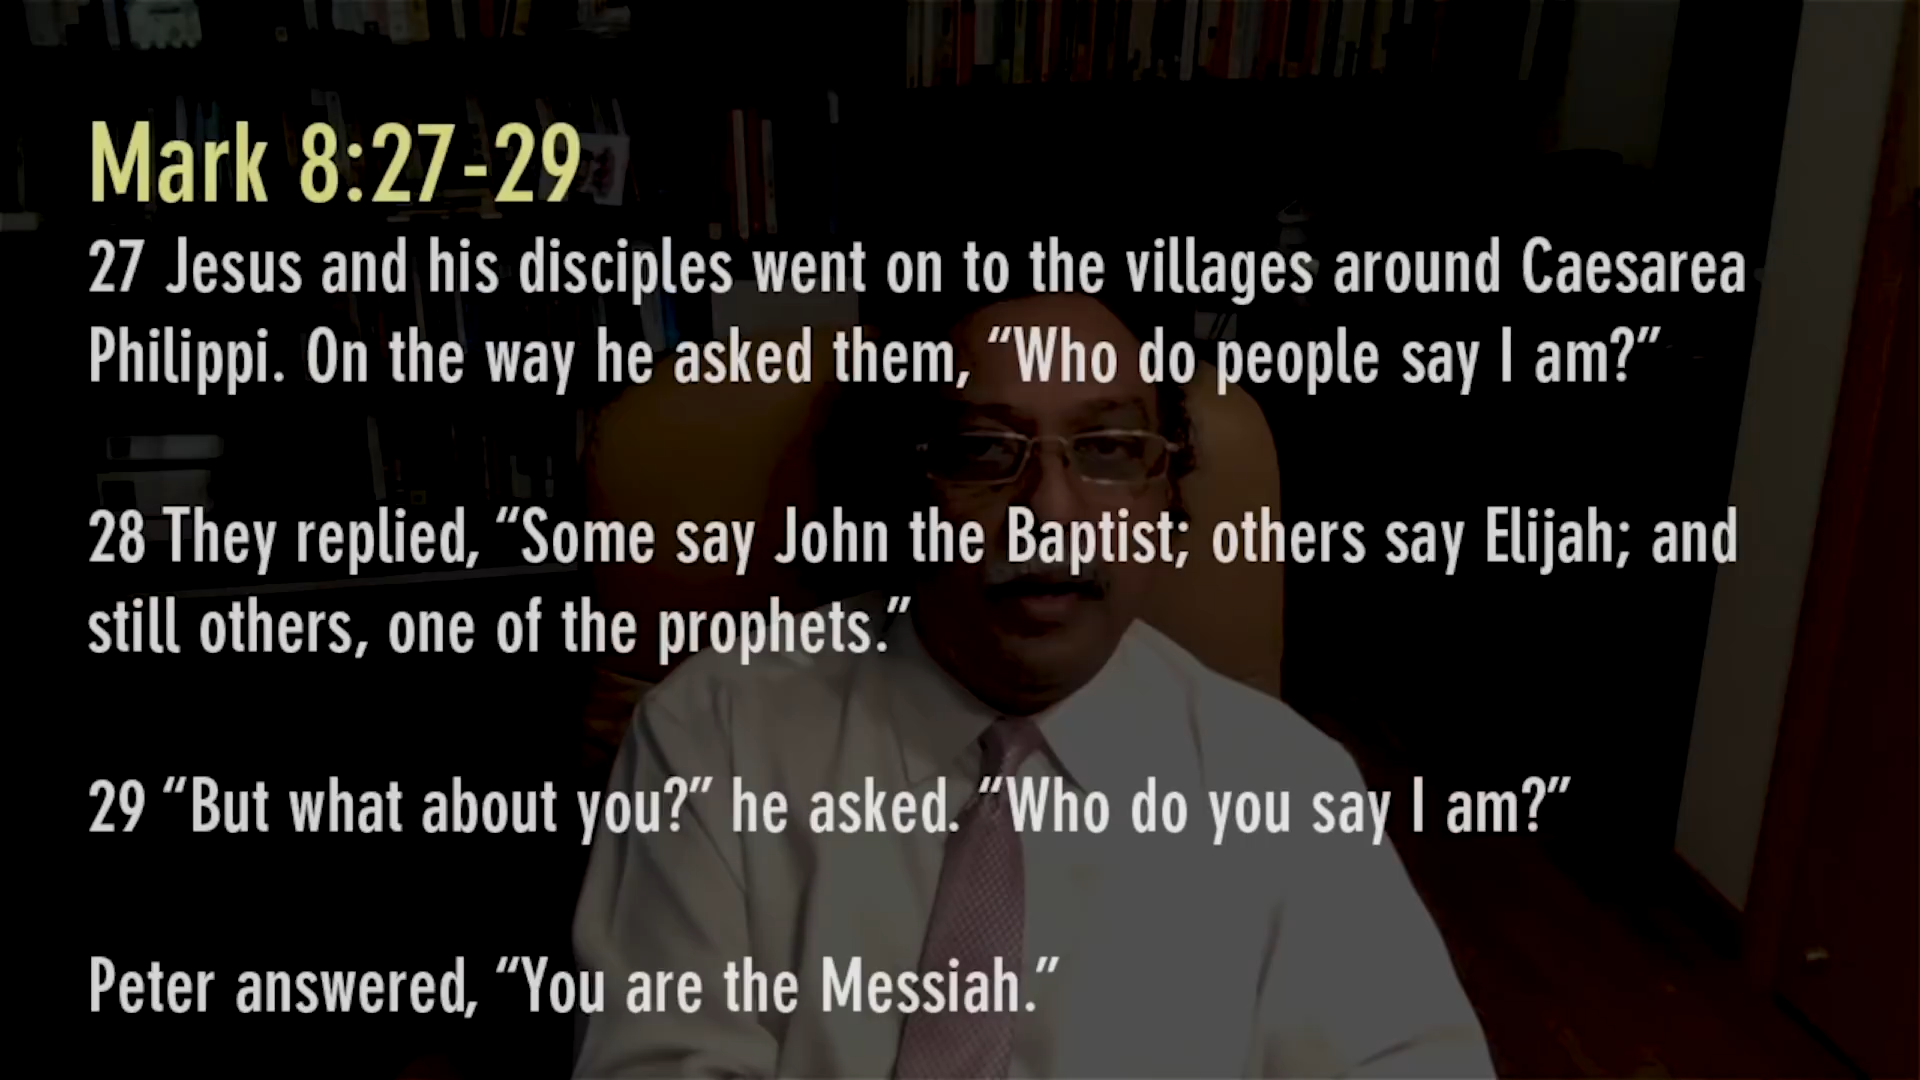 Mark 8:27-29
27 Jesus and his disciples went on to the villages around Caesarea
Philippi. On the way he asked them, “Who do people say I am?”
28 They replied, “Some say John the Baptist; others say Elijah; and
still others, one of the prophets.”
29 “But what about you?” he asked. “Who do you say I am?”
Peter answered, “You are the Messiah.”